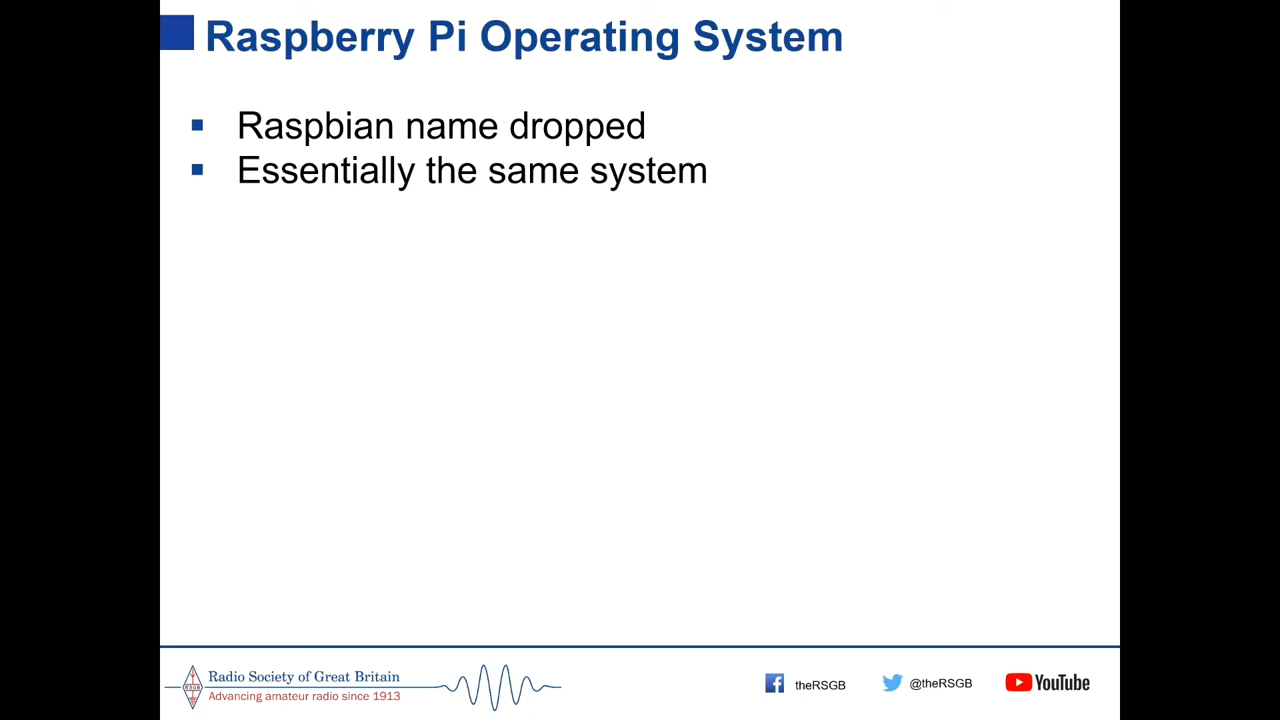 Raspberry Pi Operating System
Raspbian name dropped
Essentially the same system
RSGB
Radio Society of Great Britain
Advancing amateur radio since 1913
theRSGB
@theRSGB
YouTube